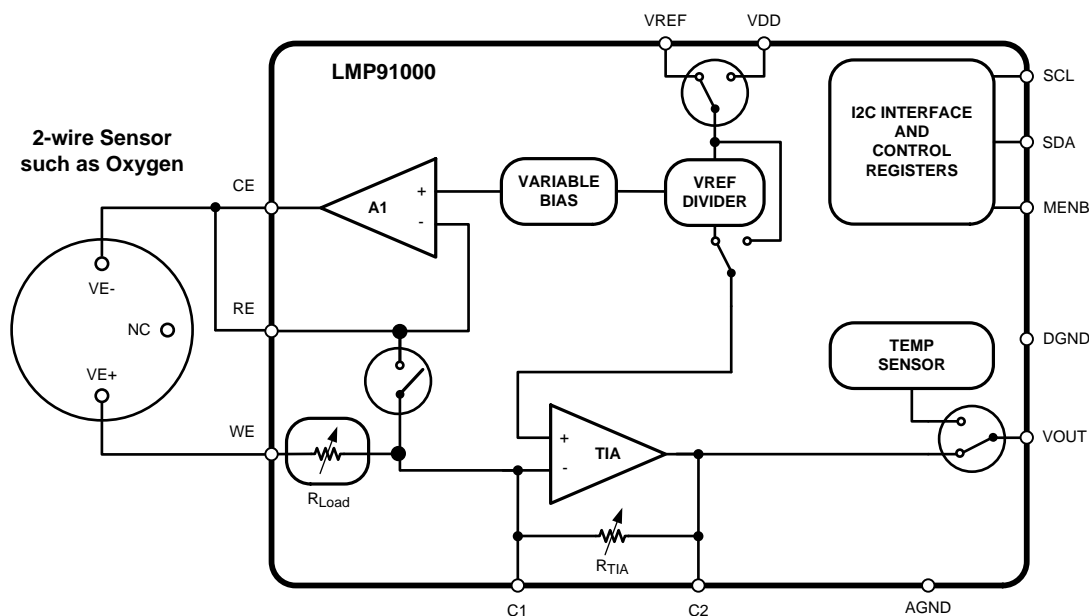 VREF VDD
LMP91000
SCL
I2C INTERFACE
AND
CONTROL
REGISTERS
SDA
MENB
2-wire Sensor
such as Oxygen
CE
A1
+
-
VARIABLE
BIAS
VREF
DIVIDER
VE-
RE
NC
VE+
DGND
TEMP
SENSOR
WE
VOUT
RLoad
+
-
TIA
RTIA
C1
C2
AGND